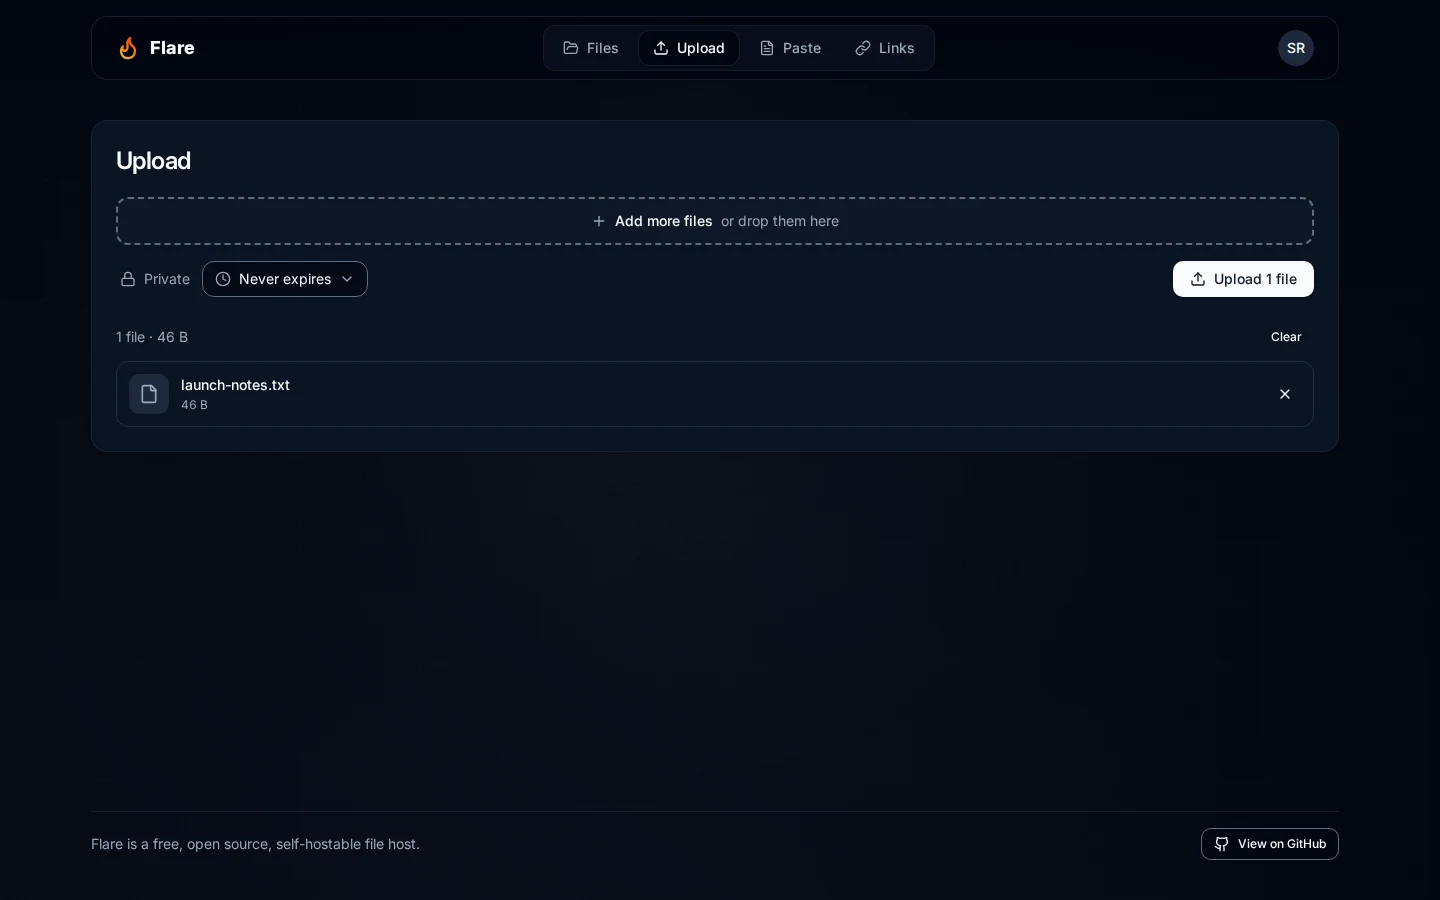 Flare
Files
Upload
Paste
Links
SR
Upload
Add more files or drop them here
Private
Never expires
Upload 1 file
1 file · 46 B
Clear
launch-notes.txt
46 B
Flare is a free, open source, self-hostable file host.
View on GitHub